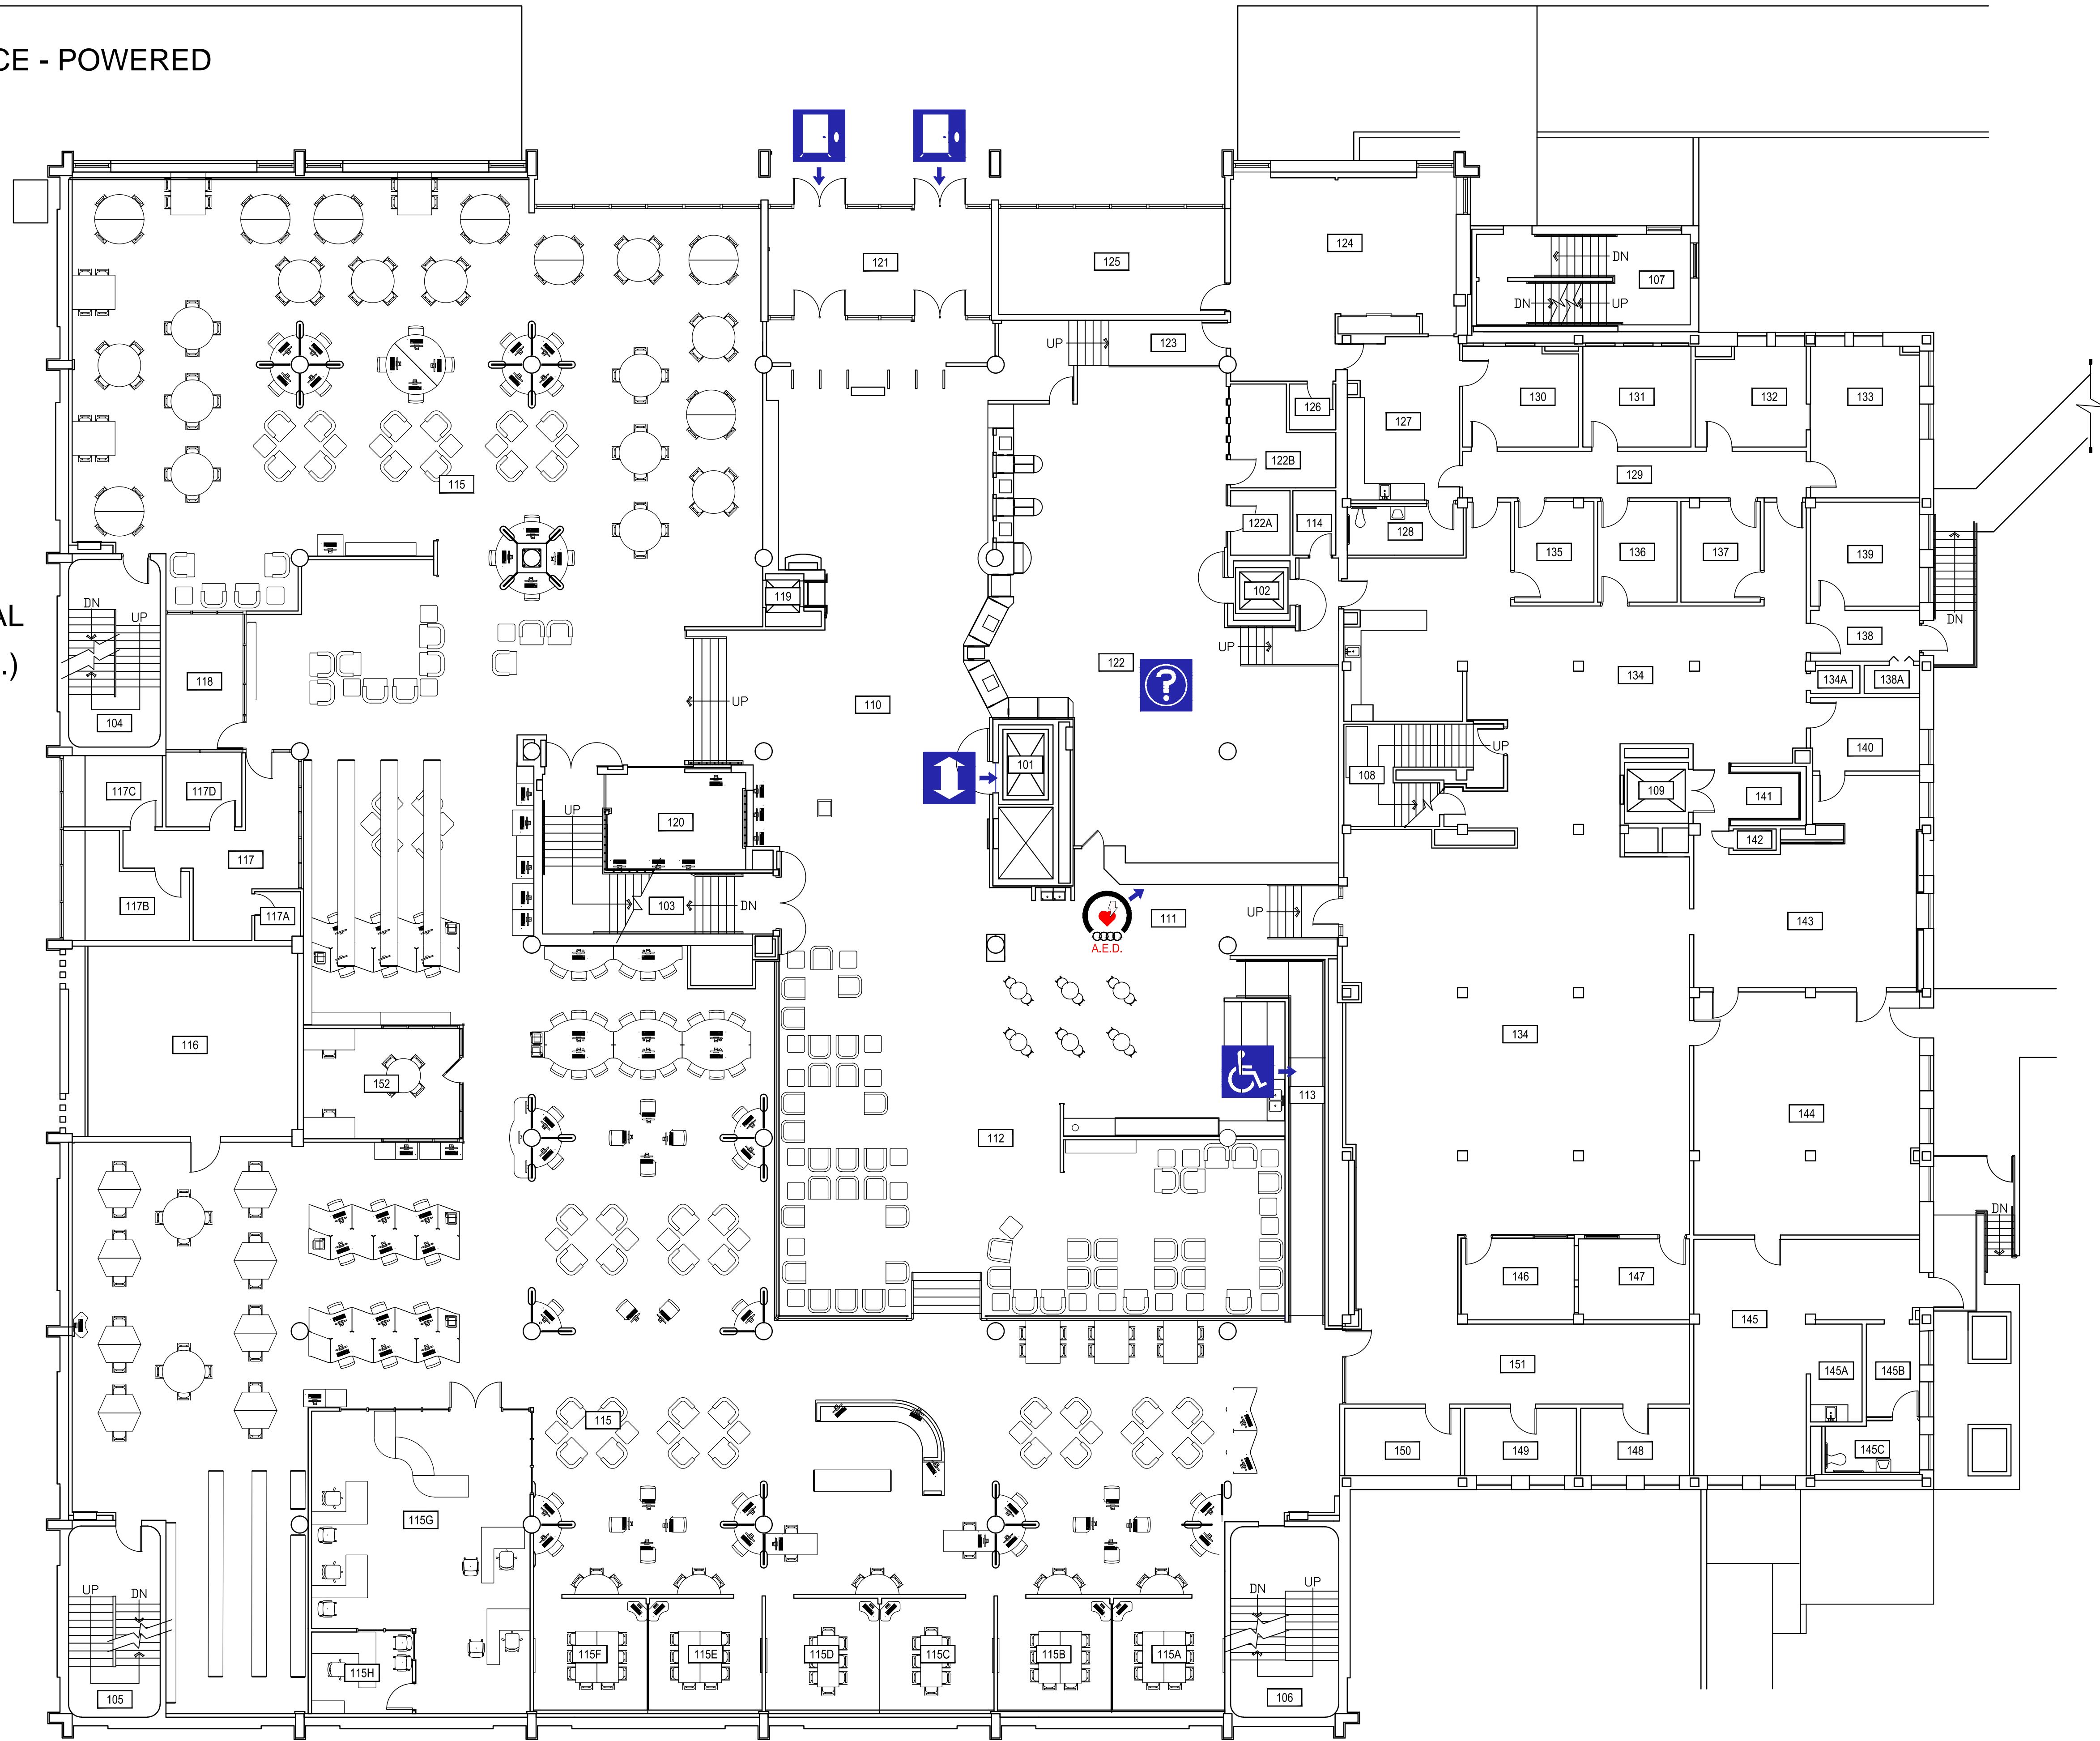 CE - POWERED
AL
.)
121
125
124
107
DN
DN
UP
UP
123
126
127
130
131
132
133
122B
129
115
122A
114
128
135
136
137
139
102
119
DN
UP
UP
DN
138
122
?
134
134A
138A
118
110
UP
104
UP
140
101
108
109
141
117C
117D
UP
120
142
117
117B
117A
103
DN
111
UP
A.E.D.
143
116
152
134
113
144
112
DN
146
147
145
151
145A
145B
115
150
149
148
145C
115G
UP
DN
DN
UP
115H
115F
115E
115D
115C
115B
115A
105
106